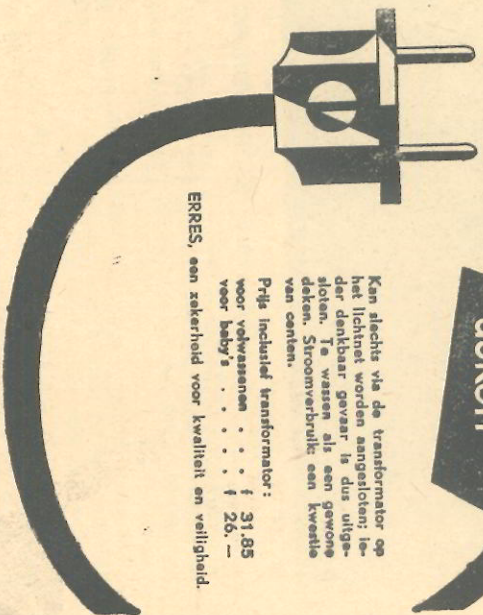 deken
Kan slechts via de transformator op
het lichtnet worden aangesloten; ie-
der denkbaar gevaar is dus uitge-
sloten. Te wassen als een gewone
deken. Stroomverbruik: een kwestie
van centen.
Prijs inclusief transformator:
voor volwassenen . . . f 31.85
voor baby's . . . . . . f 26.—
ERRES, een zekerheid voor kwaliteit en veiligheid.